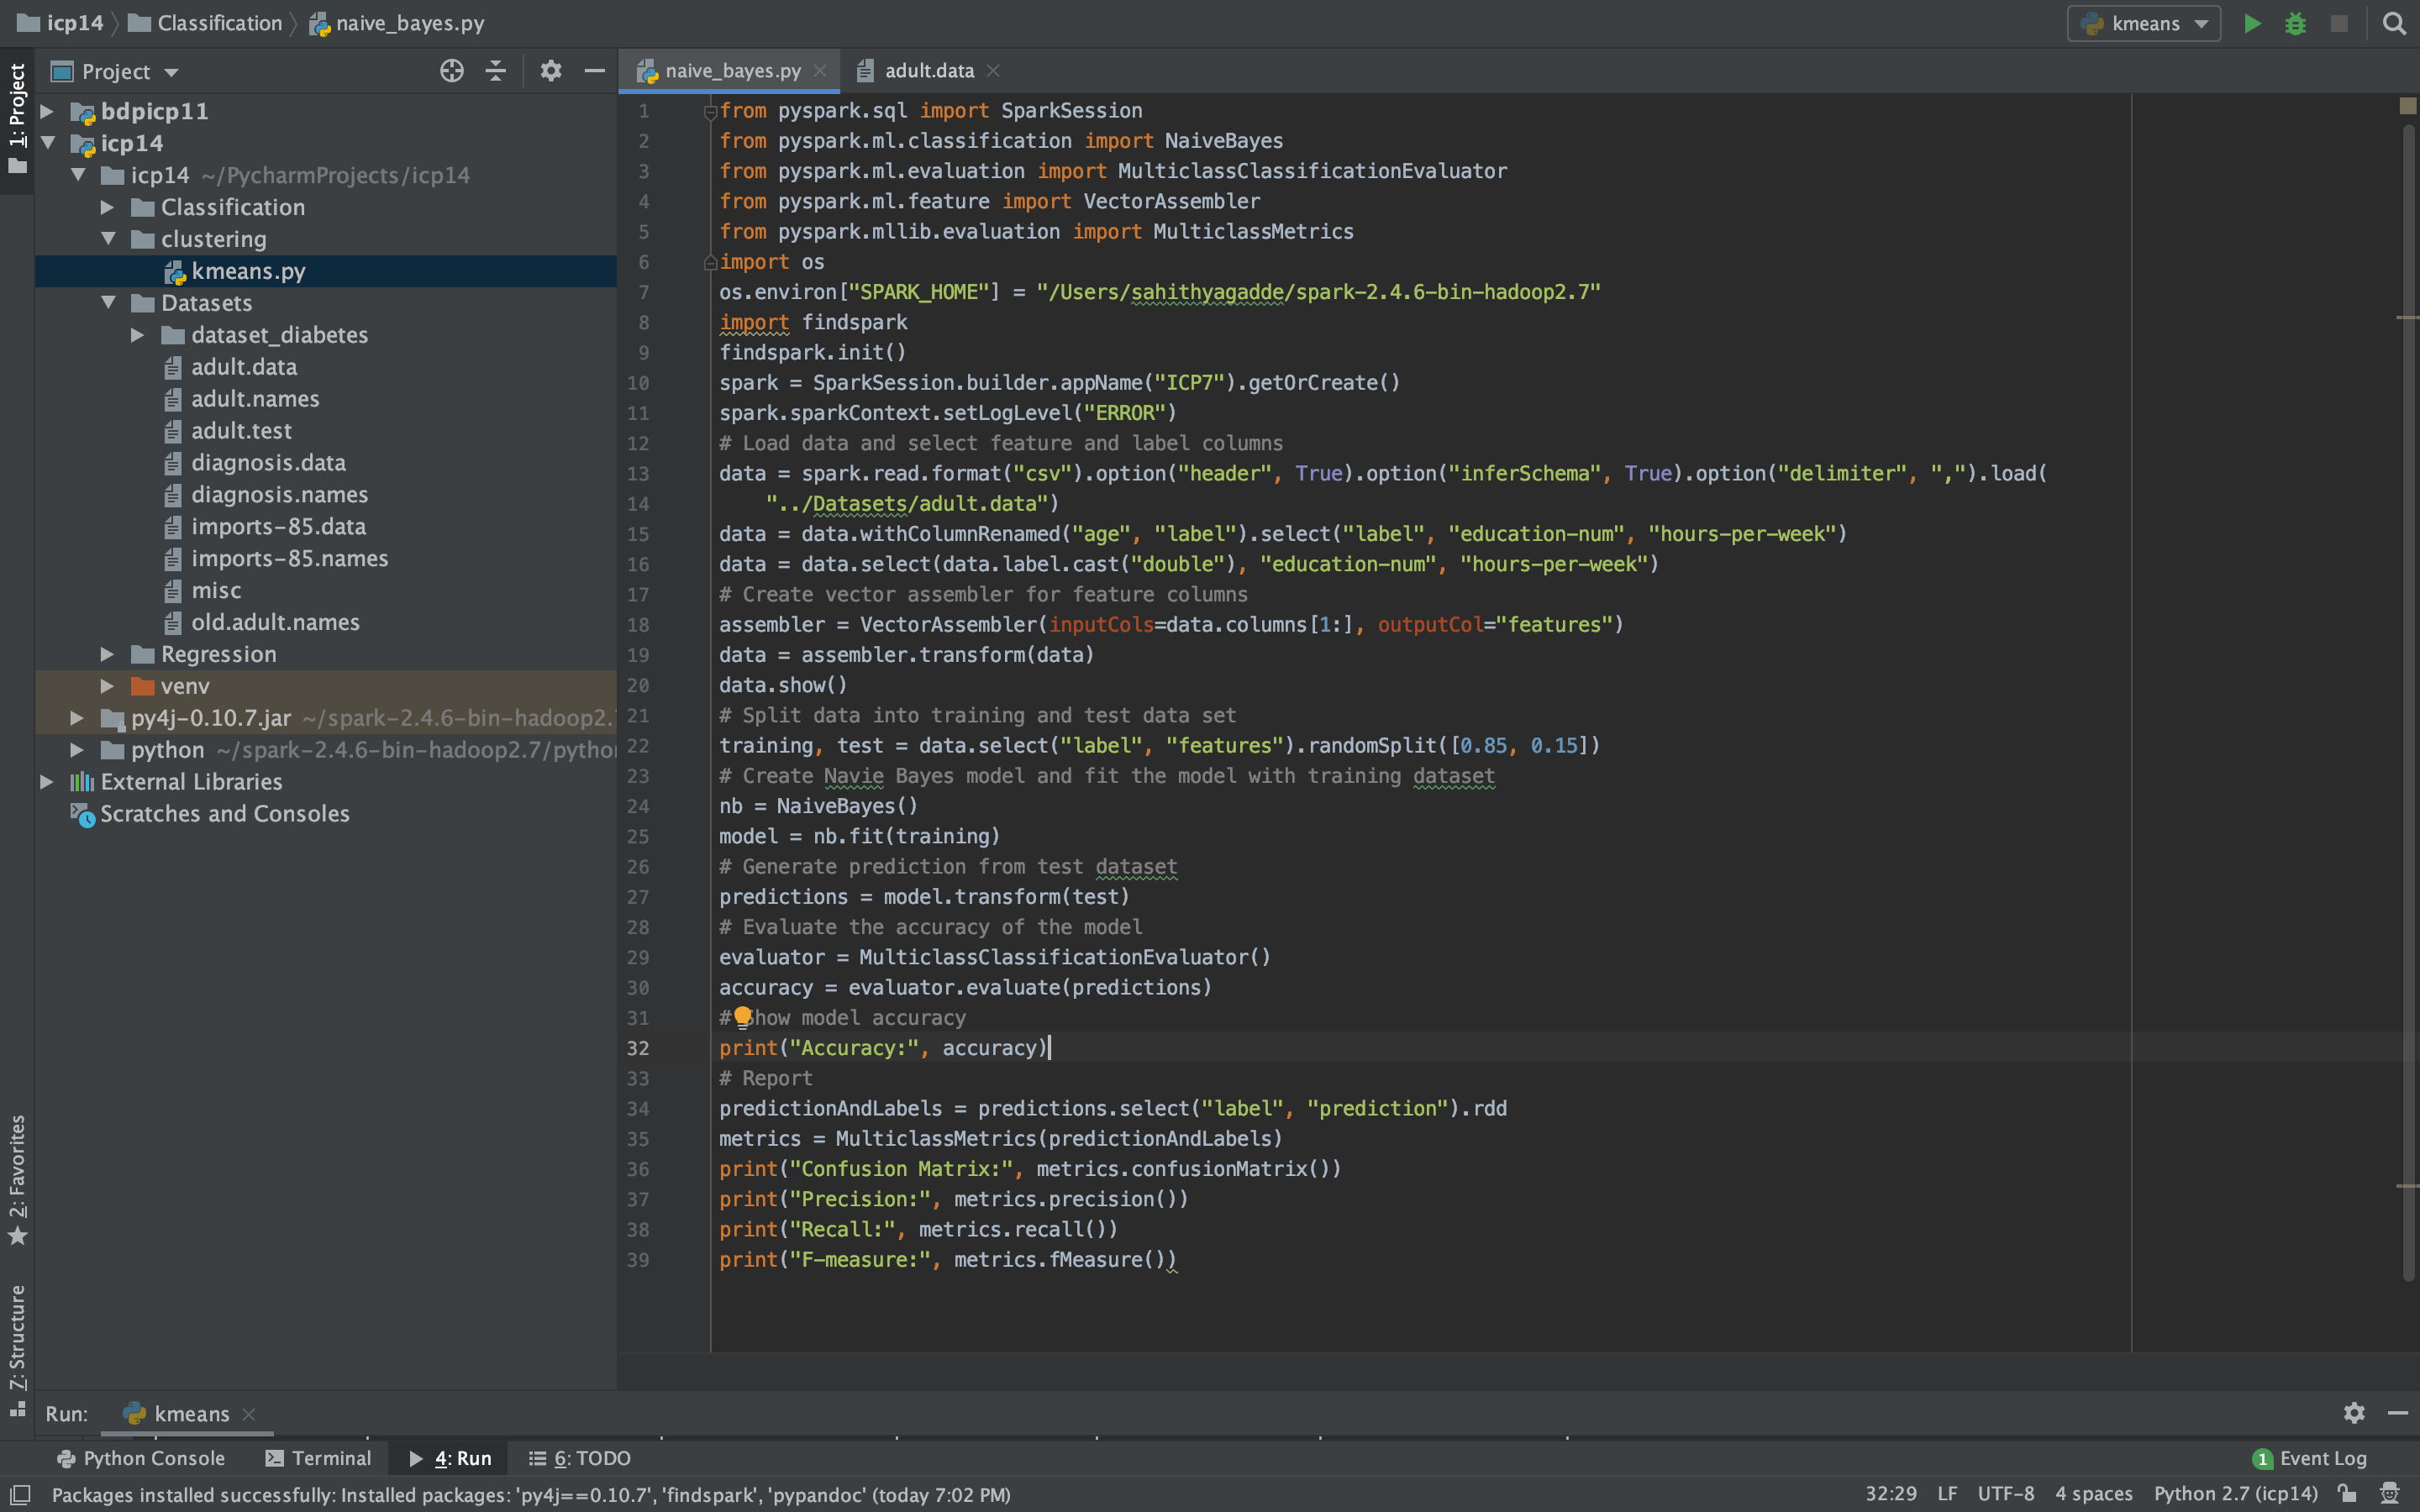 icp14 Classification naive_bayes.py
kmeans
1: Project
Project
naive_bayes.py
adult.data
bdpicp11
icp14
icp14 ~/PycharmProjects/icp14
Classification
clustering
kmeans.py
Datasets
dataset_diabetes
adult.data
adult.names
adult.test
diagnosis.data
diagnosis.names
imports-85.data
imports-85.names
misc
old.adult.names
Regression
venv
py4j-0.10.7.jar ~/spark-2.4.6-bin-hadoop2.
python ~/spark-2.4.6-bin-hadoop2.7/pytho
External Libraries
Scratches and Consoles
2: Favorites
7: Structure
1 from pyspark.sql import SparkSession
2 from pyspark.ml.classification import NaiveBayes
3 from pyspark.ml.evaluation import MulticlassClassificationEvaluator
4 from pyspark.ml.feature import VectorAssembler
5 from pyspark.mllib.evaluation import MulticlassMetrics
6 import os
7 os.environ["SPARK_HOME"] = "/Users/sahithyagadde/spark-2.4.6-bin-hadoop2.7"
8 import findspark
9 findspark.init()
10 spark = SparkSession.builder.appName("ICP7").getOrCreate()
11 spark.sparkContext.setLogLevel("ERROR")
12 # Load data and select feature and label columns
13 data = spark.read.format("csv").option("header", True).option("inferSchema", True).option("delimiter", ",").load(
14 "../Datasets/adult.data")
15 data = data.withColumnRenamed("age", "label").select("label", "education-num", "hours-per-week")
16 data = data.select(data.label.cast("double"), "education-num", "hours-per-week")
17 # Create vector assembler for feature columns
18 assembler = VectorAssembler(inputCols=data.columns[1:], outputCol="features")
19 data = assembler.transform(data)
20 data.show()
21 # Split data into training and test data set
22 training, test = data.select("label", "features").randomSplit([0.85, 0.15])
23 # Create Navie Bayes model and fit the model with training dataset
24 nb = NaiveBayes()
25 model = nb.fit(training)
26 # Generate prediction from test dataset
27 predictions = model.transform(test)
28 # Evaluate the accuracy of the model
29 evaluator = MulticlassClassificationEvaluator()
30 accuracy = evaluator.evaluate(predictions)
31 # Show model accuracy
32 print("Accuracy:", accuracy)
33 # Report
34 predictionAndLabels = predictions.select("label", "prediction").rdd
35 metrics = MulticlassMetrics(predictionAndLabels)
36 print("Confusion Matrix:", metrics.confusionMatrix())
37 print("Precision:", metrics.precision())
38 print("Recall:", metrics.recall())
39 print("F-measure:", metrics.fMeasure())
Run: kmeans
Python Console Terminal 4: Run 6: TODO 1 Event Log
Packages installed successfully: Installed packages: 'py4j==0.10.7', 'findspark', 'pypandoc' (today 7:02 PM) 32:29 LF UTF-8 4 spaces Python 2.7 (icp14)